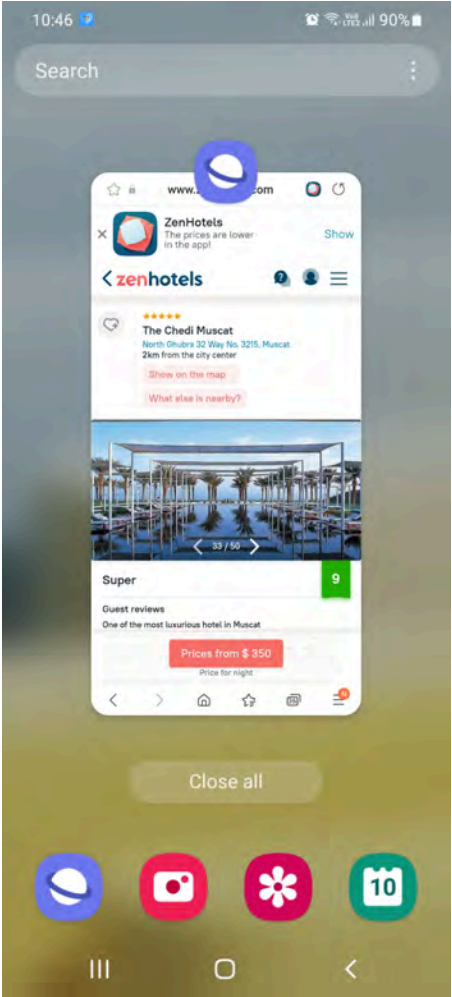 10:46
90%
Search
ZenHotels
The prices are lower
in the app!
Show
zenhotels
The Chedi Muscat
North Ghubra 32 Way No. 3215, Muscat
2km from the city center
Show on the map
What else is nearby?
33 / 50
Super
9
Guest reviews
One of the most luxurious hotel in Muscat
Prices from $ 350
Price for night
N
Close all
10